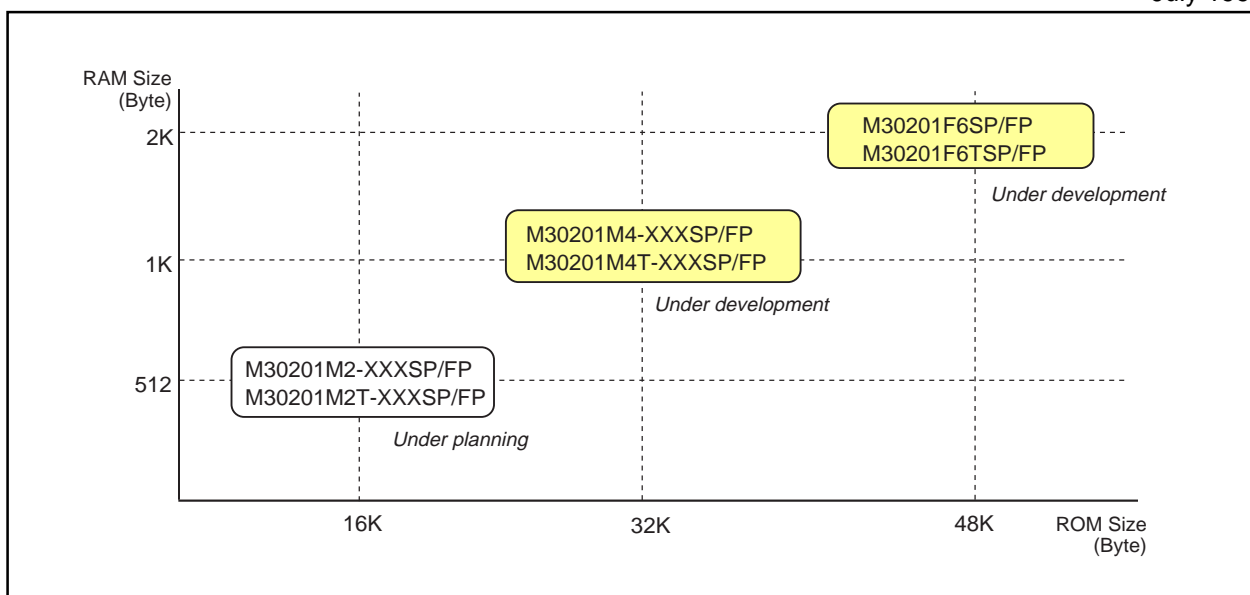 RAM Size
(Byte)
2K
M30201F6SP/FP
M30201F6TSP/FP
Under development
M30201M4-XXXSP/FP
M30201M4T-XXXSP/FP
1K
Under development
M30201M2-XXXSP/FP
M30201M2T-XXXSP/FP
512
Under planning
16K
32K
48K
ROM Size
(Byte)